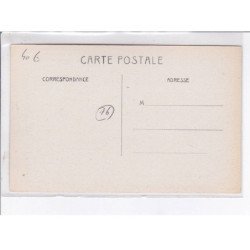 40 €
CARTE POSTALE
CORRESPONDANCE
ADRESSE
76
M